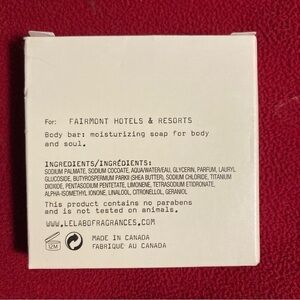 For: FAIRMONT HOTELS & RESORTS
Body bar: moisturizing soap for body
and soul.
INGREDIENTS/INGRÉDIENTS:
SODIUM PALMATE, SODIUM COCOATE, AQUA/WATER/EAU, GLYCERIN, PARFUM, LAURYL
GLUCOSIDE, BUTYROSPERMUM PARKII (SHEA BUTTER), SODIUM CHLORIDE, TITANIUM
DIOXIDE, PENTASODIUM PENTETATE, LIMONENE, TETRASODIUM ETIDRONATE,
ALPHA-ISOMETHYL IONONE, LINALOOL, CITRONELLOL, GERANIOL.
This product contains no parabens
and is not tested on animals.
WWW.LELABOFRAGRANCES.COM
12M
MADE IN CANADA
FABRIQUÉ AU CANADA